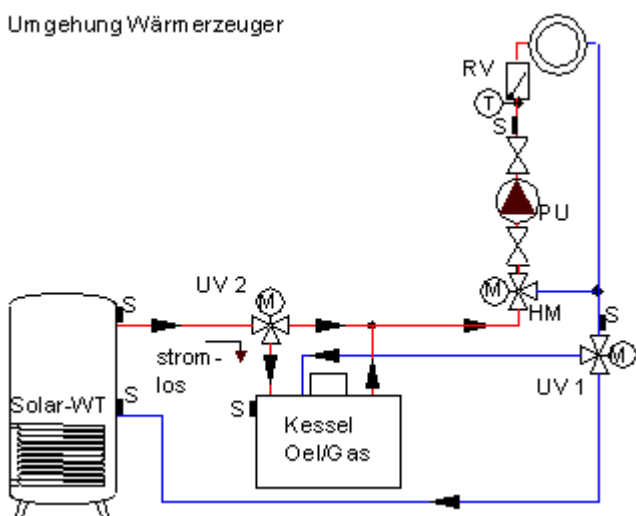 Umgehung Wärmerzeuger
RV
T
S
PU
M
HM
S
M
UV 1
UV 2
M
S
strom-
los
S
Solar-WT
S
Kessel
Oel/Gas